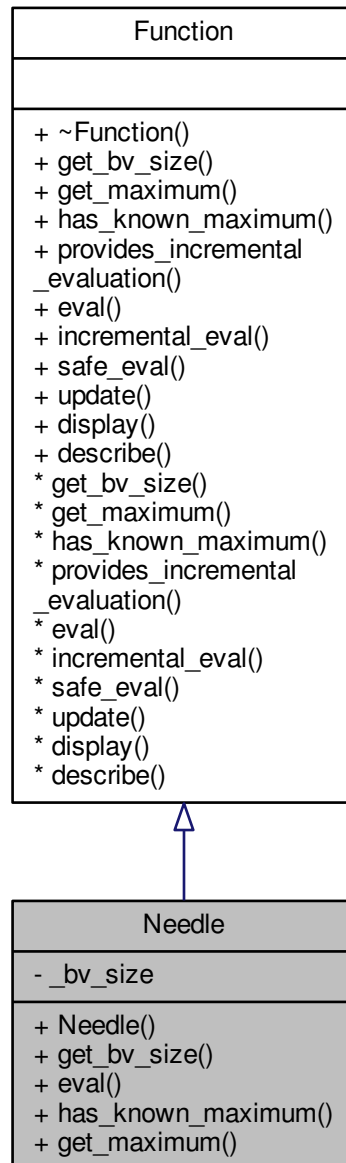 Function
+ ~Function()
+ get_bv_size()
+ get_maximum()
+ has_known_maximum()
+ provides_incremental
_evaluation()
+ eval()
+ incremental_eval()
+ safe_eval()
+ update()
+ display()
+ describe()
* get_bv_size()
* get_maximum()
* has_known_maximum()
* provides_incremental
_evaluation()
* eval()
* incremental_eval()
* safe_eval()
* update()
* display()
* describe()
Needle
- _bv_size
+ Needle()
+ get_bv_size()
+ eval()
+ has_known_maximum()
+ get_maximum()